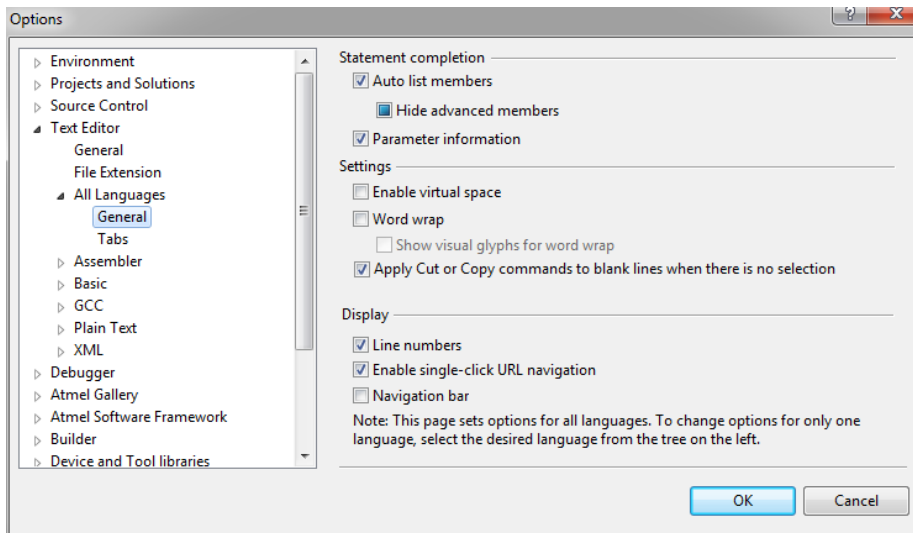 Options
Environment
Projects and Solutions
Source Control
Text Editor
General
File Extension
All Languages
General
Tabs
Assembler
Basic
GCC
Plain Text
XML
Debugger
Atmel Gallery
Atmel Software Framework
Builder
Device and Tool libraries
Statement completion
Auto list members
Hide advanced members
Parameter information
Settings
Enable virtual space
Word wrap
Show visual glyphs for word wrap
Apply Cut or Copy commands to blank lines when there is no selection
Display
Line numbers
Enable single-click URL navigation
Navigation bar
Note: This page sets options for all languages. To change options for only one
language, select the desired language from the tree on the left.
OK
Cancel